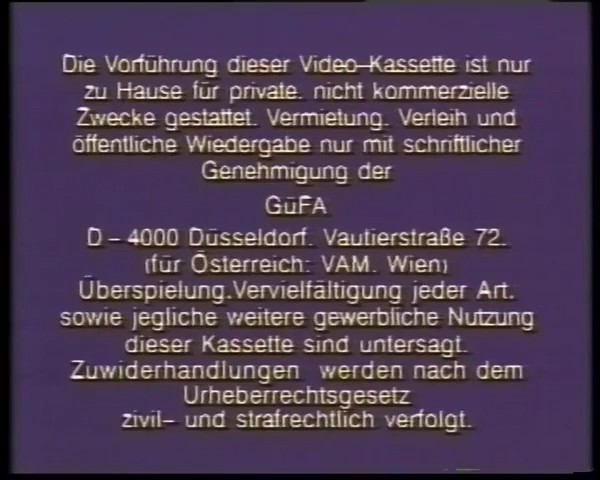 Die Vorführung dieser Video-Kassette ist nur
zu Hause für private, nicht kommerzielle
Zwecke gestattet. Vermietung, Verleih und
öffentliche Wiedergabe nur mit schriftlicher
Genehmigung der
GüFA
D - 4000 Düsseldorf, Vautierstraße 72.
(für Österreich: VAM, Wien)
Überspielung,Vervielfältigung jeder Art,
sowie jegliche weitere gewerbliche Nutzung
dieser Kassette sind untersagt.
Zuwiderhandlungen werden nach dem
Urheberrechtsgesetz
zivil- und strafrechtlich verfolgt.